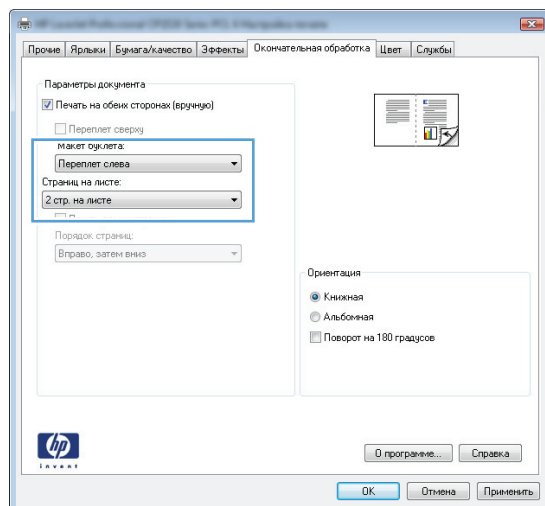 Прочие Ярлыки Бумага/качество Эффекты Окончательная обработка Цвет Службы
Параметры документа
Печать на обеих сторонах (вручную)
Переплет сверху
Макет буклета:
Переплет слева
Страниц на листе:
2 стр. на листе
Порядок страниц:
Вправо, затем вниз
Ориентация
Книжная
Альбомная
Поворот на 180 градусов
hp
invent
О программе... Справка
OK Отмена Применить